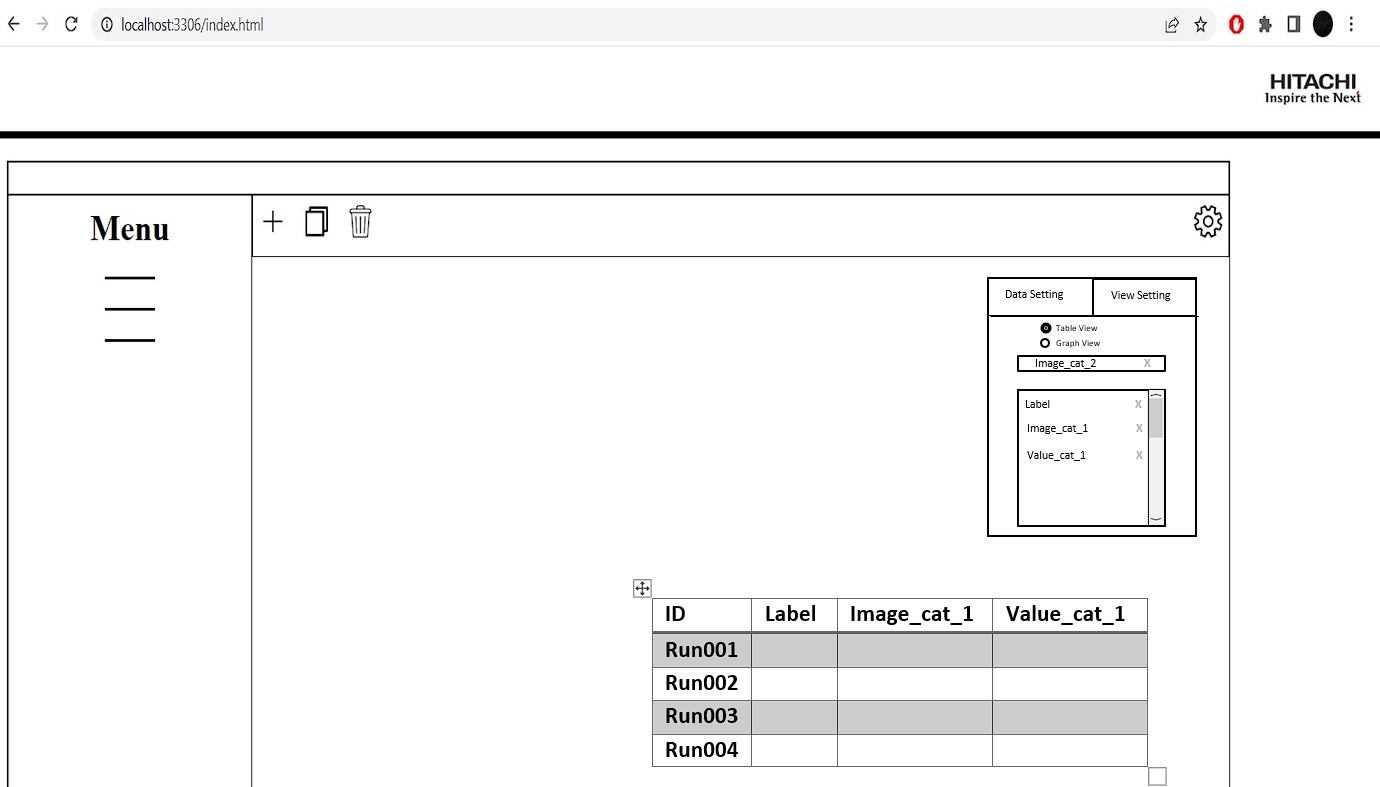 localhost:3306/index.html
HITACHI
Inspire the Next
Menu
Data Setting
View Setting
Table View
Graph View
Image_cat_2 X
Label X
Image_cat_1 X
Value_cat_1 X
ID Label Image_cat_1 Value_cat_1
Run001
Run002
Run003
Run004